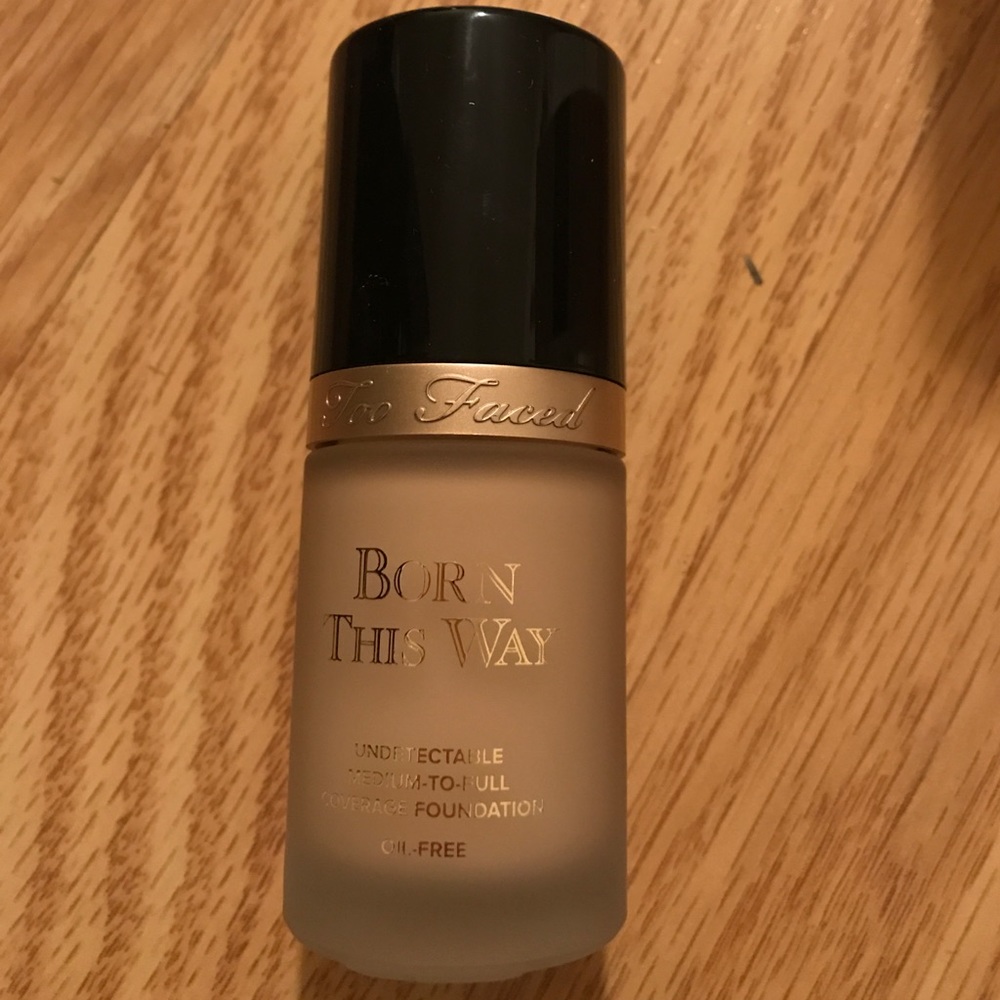 Too Faced
BORN
THIS WAY
UNDETECTABLE
MEDIUM-TO-FULL
COVERAGE FOUNDATION
OIL-FREE